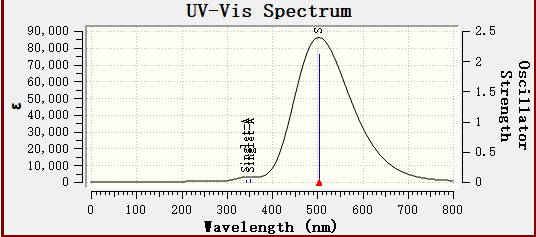 UV-Vis Spectrum
90,000
80,000
70,000
60,000
50,000
40,000
30,000
20,000
10,000
0
ε
2.5
2
1.5
1
0.5
0
Oscillator
Strength
Singlet-A
S
0 100 200 300 400 500 600 700 800
Wavelength (nm)